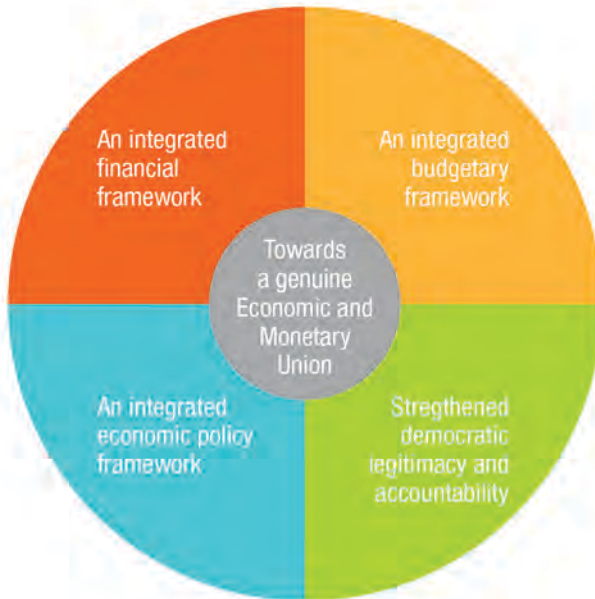 An integrated
financial
framework
An integrated
budgetary
framework
Towards
a genuine
Economic and
Monetary
Union
An integrated
economic policy
framework
Stregthened
democratic
legitimacy and
accountability